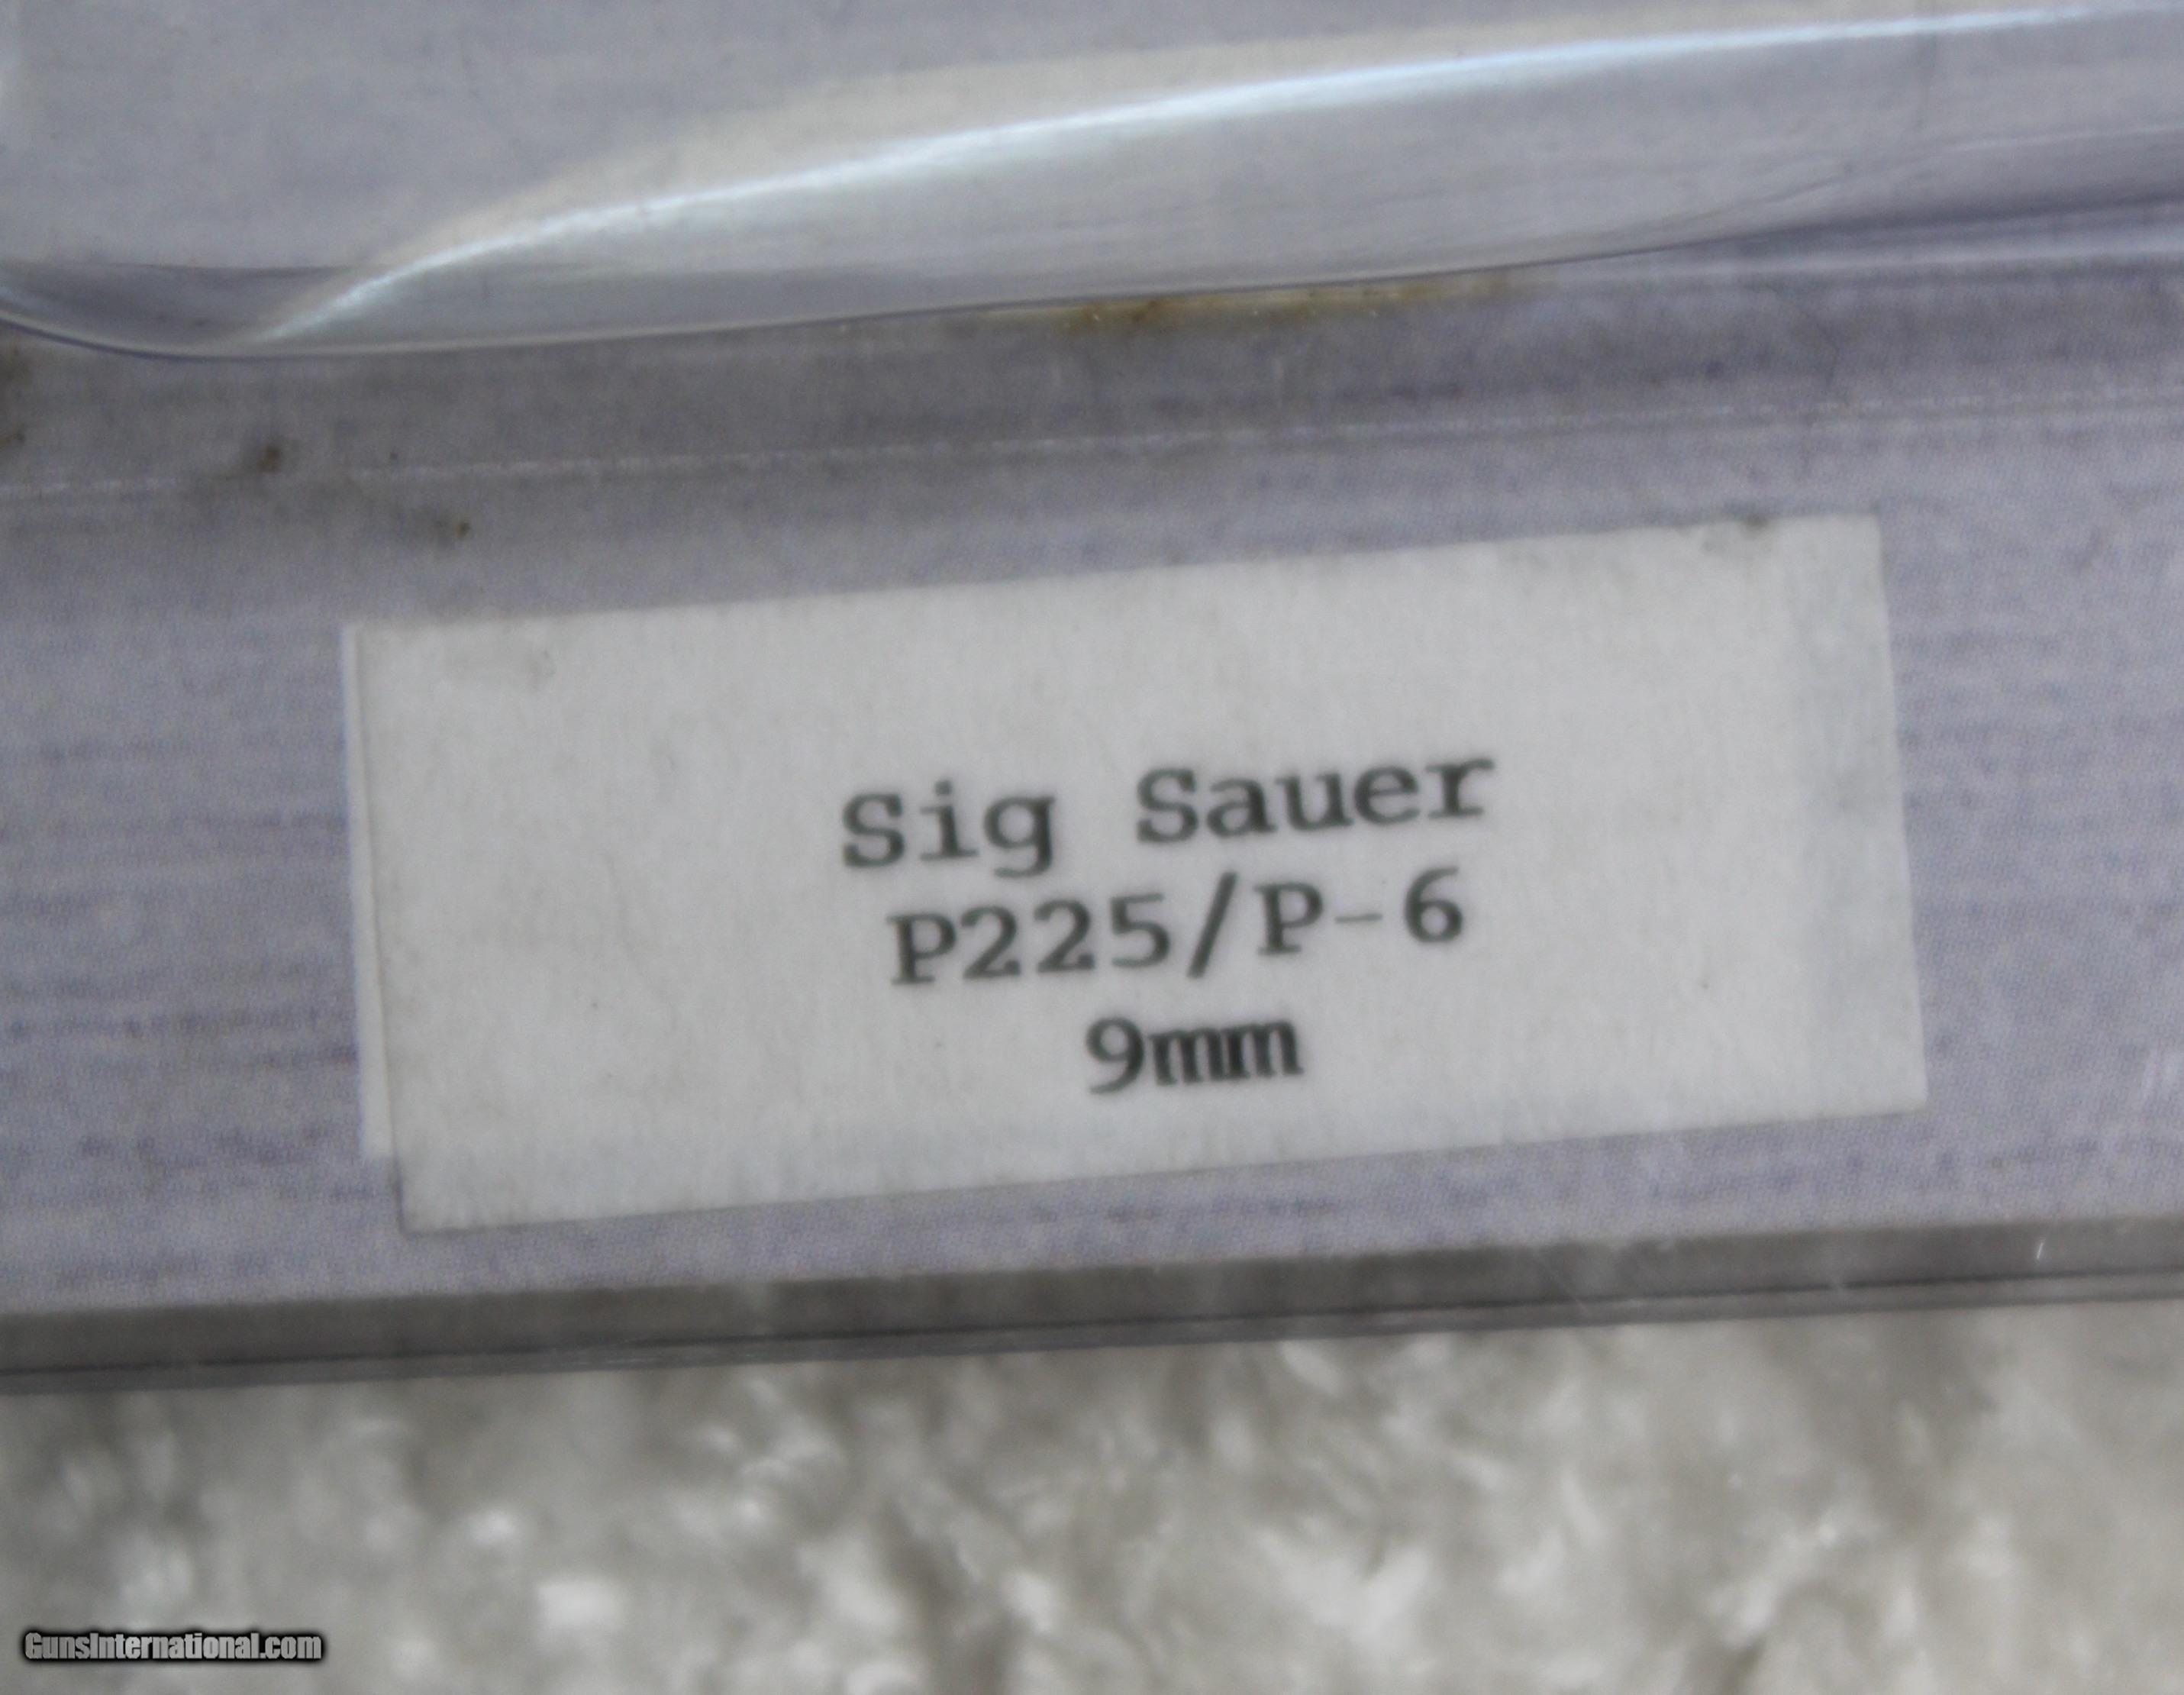 Sig Sauer
P225/P-6
9mm
GunsInternational.com